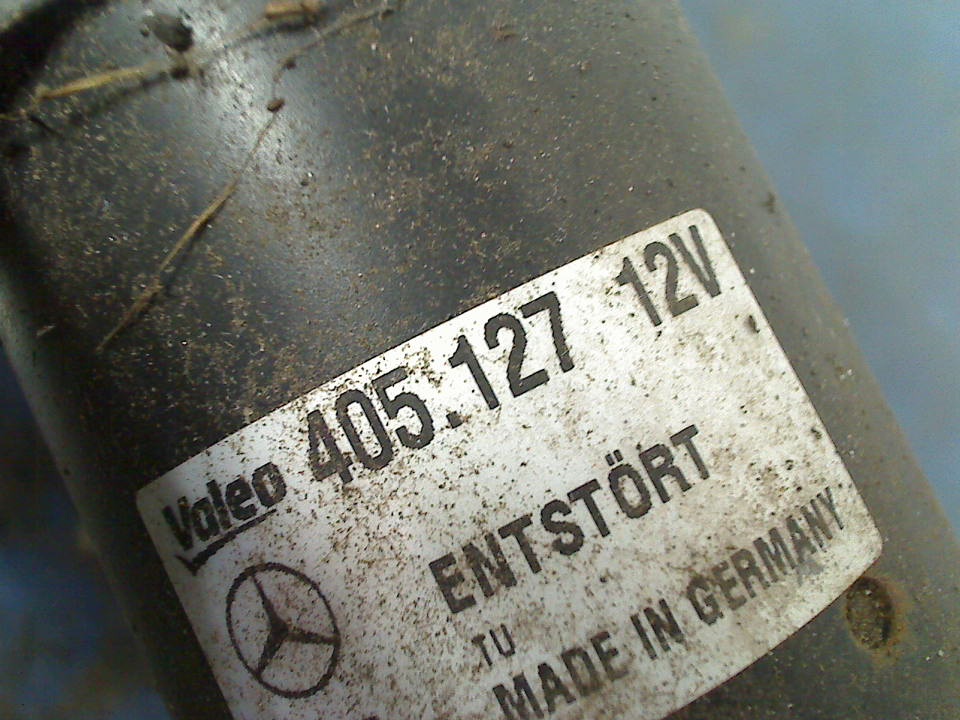 Valeo 405.127 12V
ENTSTÖRT
TU
MADE IN GERMANY